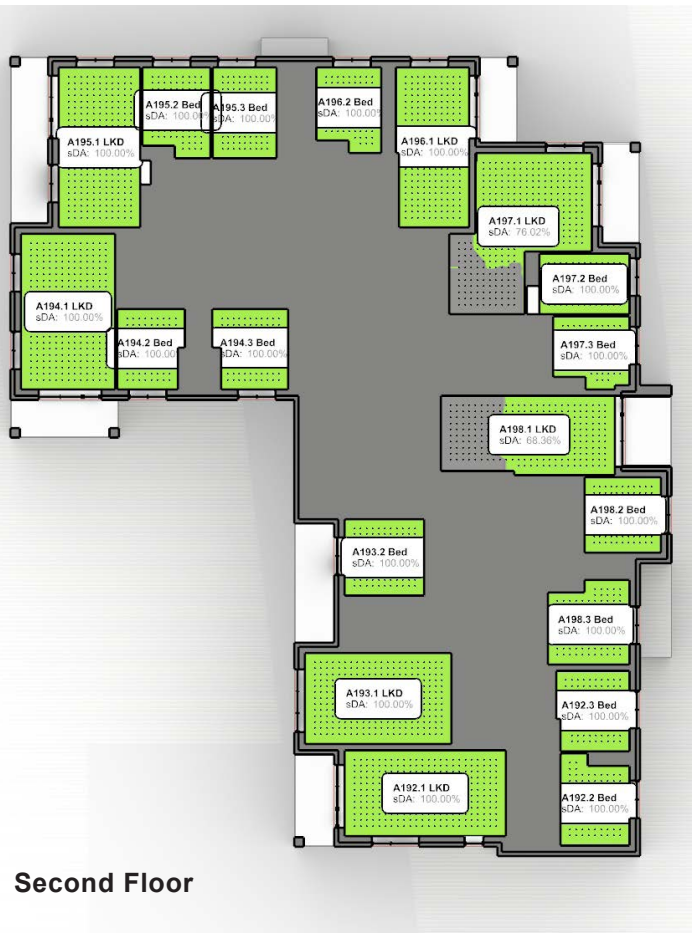 A195.2 Bed
sDA: 100.00%
A195.3 Bed
sDA: 100.00%
A196.2 Bed
sDA: 100.00%
A195.1 LKD
sDA: 100.00%
A196.1 LKD
sDA: 100.00%
A197.1 LKD
sDA: 76.02%
A197.2 Bed
sDA: 100.00%
A194.1 LKD
sDA: 100.00%
A194.2 Bed
sDA: 100.00
A194.3 Bed
sDA: 100.00%
A197.3 Bed
sDA: 100.00%
A198.1 LKD
sDA: 68.36%
A198.2 Bed
sDA: 100.00%
A193.2 Bed
sDA: 100.00%
A198.3 Bed
sDA: 100.00%
A193.1 LKD
sDA: 100.00%
A192.3 Bed
sDA: 100.00%
A192.1 LKD
sDA: 100.00%
A192.2 Bed
sDA: 100.00%
Second Floor